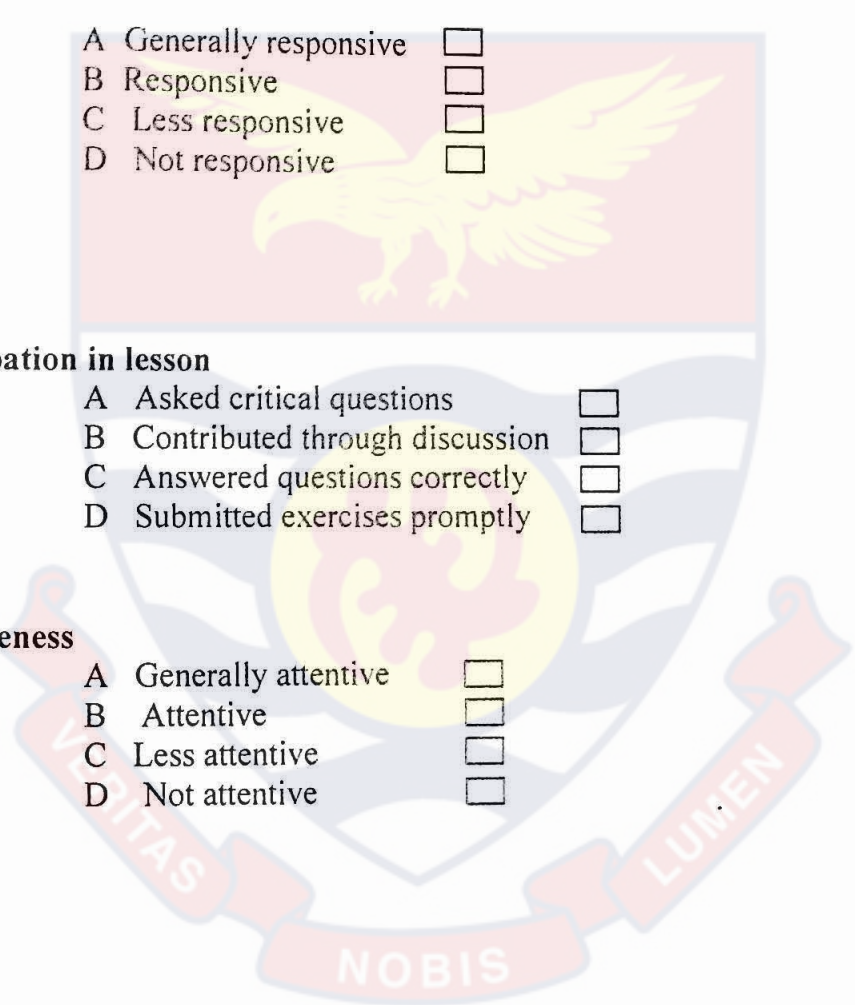 A Generally responsive
B Responsive
C Less responsive
D Not responsive
pation in lesson
A Asked critical questions
B Contributed through discussion
C Answered questions correctly
D Submitted exercises promptly
eness
A Generally attentive
B Attentive
C Less attentive
D Not attentive
VERITAS
NOBIS
LUMEN